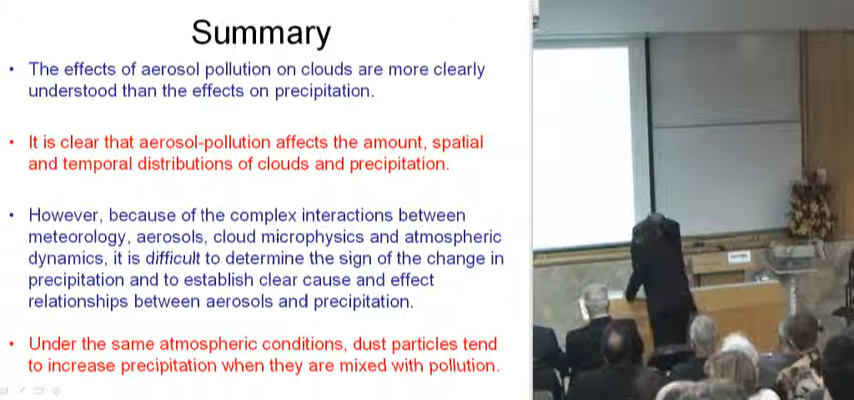 Summary
• The effects of aerosol pollution on clouds are more clearly
understood than the effects on precipitation.
• It is clear that aerosol-pollution affects the amount, spatial
and temporal distributions of clouds and precipitation.
• However, because of the complex interactions between
meteorology, aerosols, cloud microphysics and atmospheric
dynamics, it is difficult to determine the sign of the change in
precipitation and to establish clear cause and effect
relationships between aerosols and precipitation.
• Under the same atmospheric conditions, dust particles tend
to increase precipitation when they are mixed with pollution.